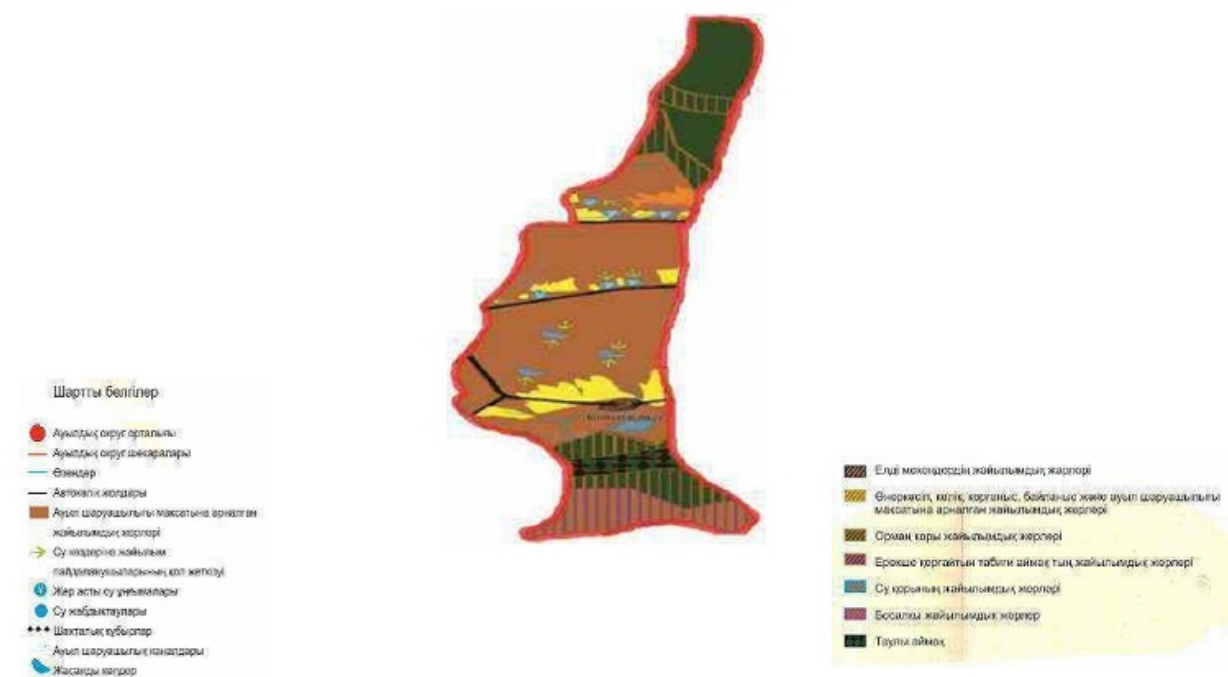 Шартты белгілер
Ауылдық округ орталығы
Ауылдық округ шекаралары
Өзендер
Автокөлік жолдары
Ауыл шаруашылығы мақсатына арналған
жайылымдық жерлері
Су көздеріне жайылым
пайдаланушыларының қол жеткізуі
Жер асты су ұңғымалары
Су жабдықтаулары
Шахталық құбырлар
Ауыл шаруашылық каналдары
Жасанды көлдер
Елді мекендердің жайылымдық жерлері
Өнеркәсіп, көлік, қорғаныс, байланыс және ауыл шаруашылығы
мақсатына арналған жайылымдық жерлері
Орман қоры жайылымдық жерлері
Ерекше қорғайтын табиғи аймақ тың жайылымдық жерлері
Су қорының жайылымдық жерлері
Босалқы жайылымдық жерлер
Таулы аймақ